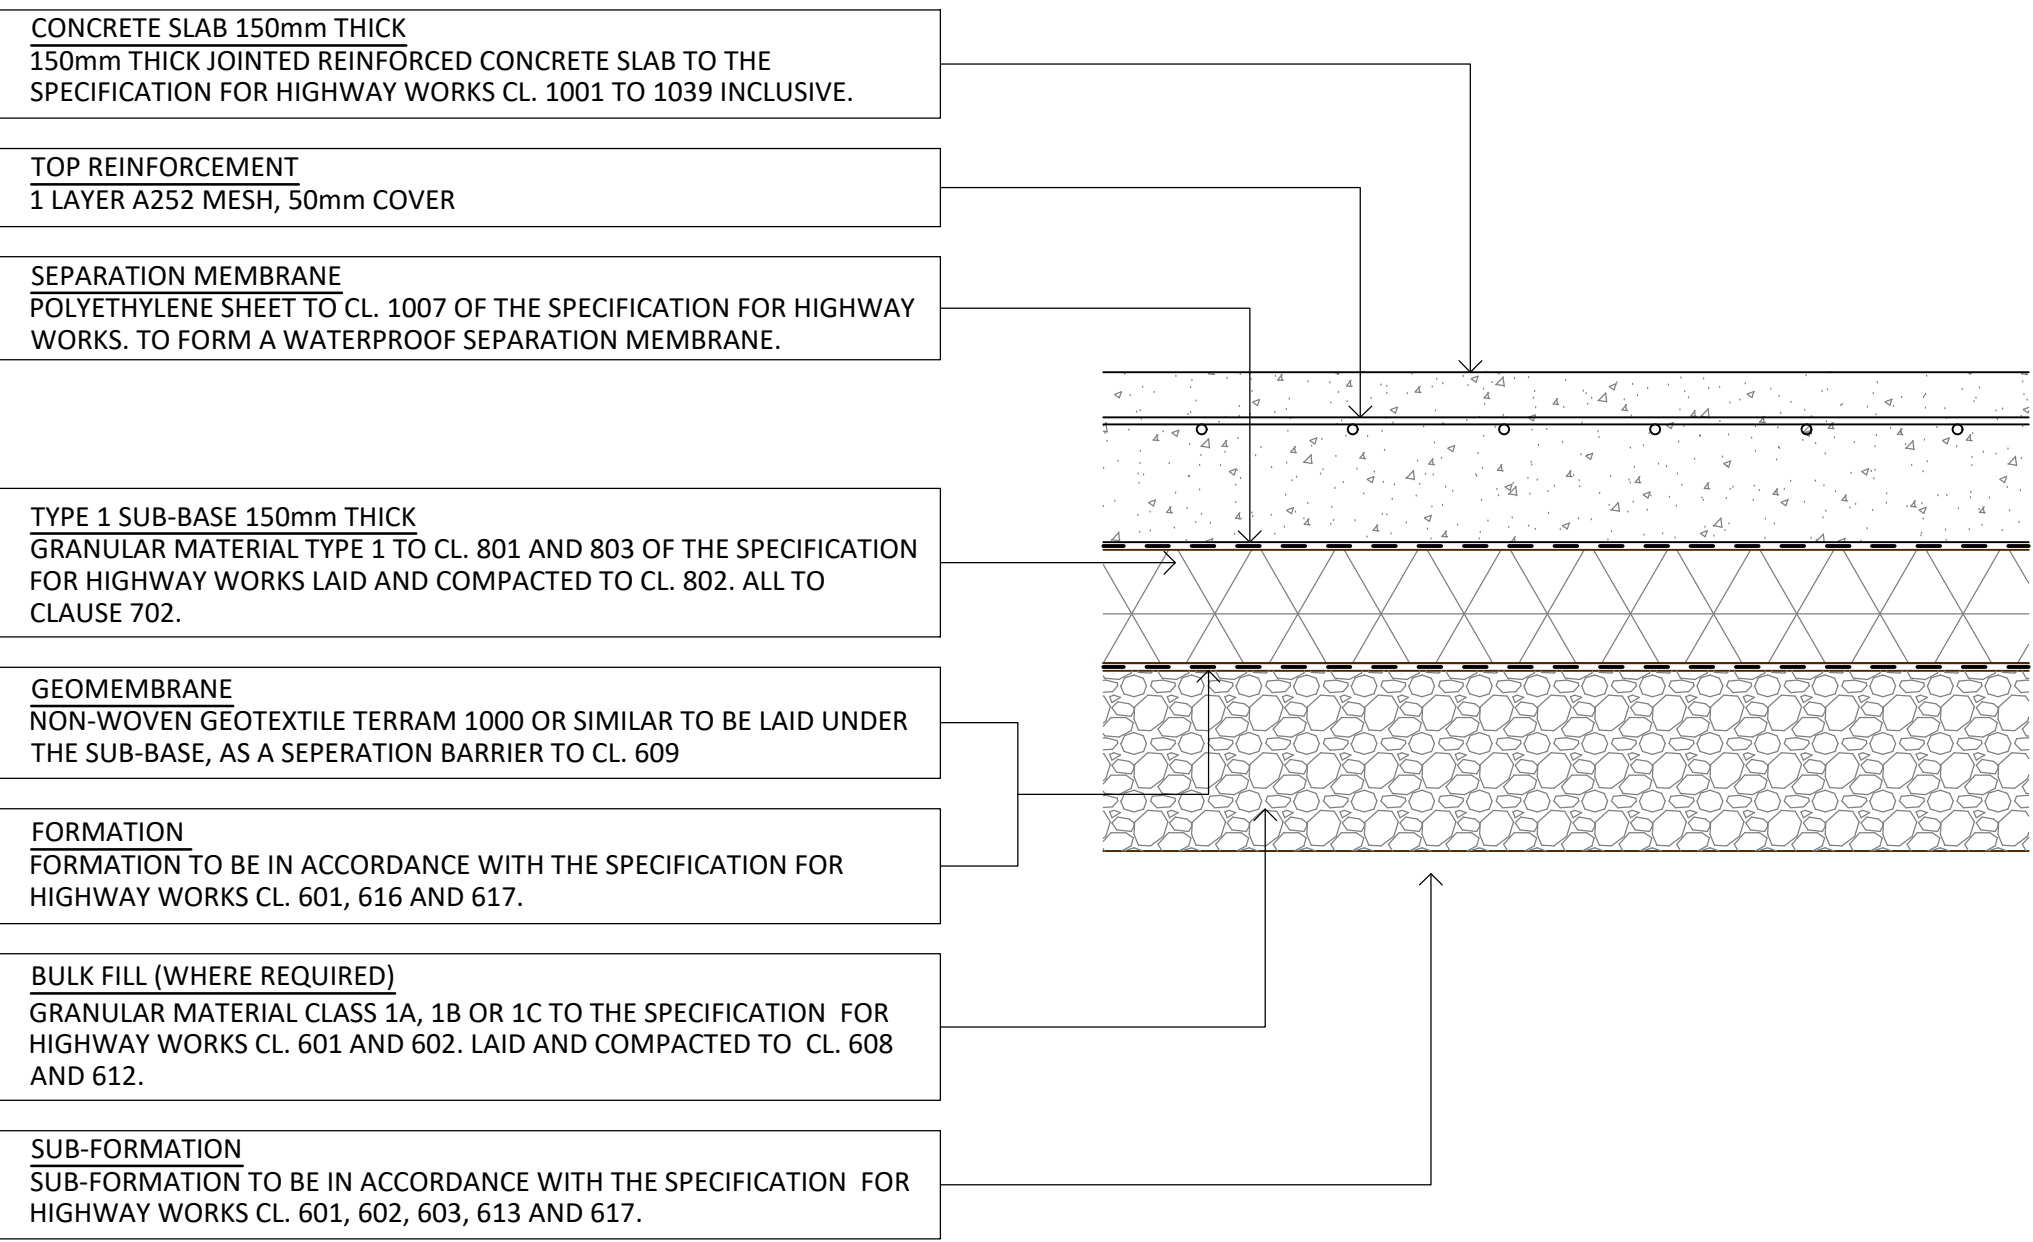 CONCRETE SLAB 150mm THICK
150mm THICK JOINTED REINFORCED CONCRETE SLAB TO THE
SPECIFICATION FOR HIGHWAY WORKS CL. 1001 TO 1039 INCLUSIVE.
TOP REINFORCEMENT
1 LAYER A252 MESH, 50mm COVER
SEPARATION MEMBRANE
POLYETHYLENE SHEET TO CL. 1007 OF THE SPECIFICATION FOR HIGHWAY
WORKS. TO FORM A WATERPROOF SEPARATION MEMBRANE.
TYPE 1 SUB-BASE 150mm THICK
GRANULAR MATERIAL TYPE 1 TO CL. 801 AND 803 OF THE SPECIFICATION
FOR HIGHWAY WORKS LAID AND COMPACTED TO CL. 802. ALL TO
CLAUSE 702.
GEOMEMBRANE
NON-WOVEN GEOTEXTILE TERRAM 1000 OR SIMILAR TO BE LAID UNDER
THE SUB-BASE, AS A SEPERATION BARRIER TO CL. 609
FORMATION
FORMATION TO BE IN ACCORDANCE WITH THE SPECIFICATION FOR
HIGHWAY WORKS CL. 601, 616 AND 617.
BULK FILL (WHERE REQUIRED)
GRANULAR MATERIAL CLASS 1A, 1B OR 1C TO THE SPECIFICATION  FOR
HIGHWAY WORKS CL. 601 AND 602. LAID AND COMPACTED TO  CL. 608
AND 612.
SUB-FORMATION
SUB-FORMATION TO BE IN ACCORDANCE WITH THE SPECIFICATION  FOR
HIGHWAY WORKS CL. 601, 602, 603, 613 AND 617.